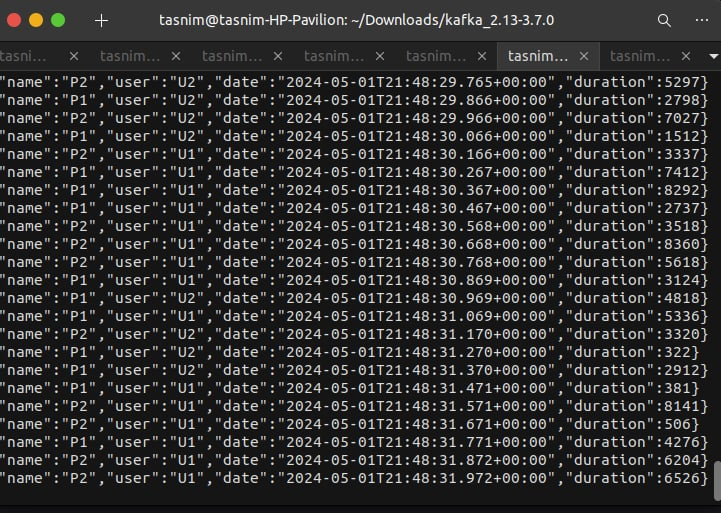 tasnim@tasnim-HP-Pavilion: ~/Downloads/kafka_2.13-3.7.0
tasni… tasnim… tasnim… tasnim… tasnim… tasnim… tasnim…
"name":"P2","user":"U2","date":"2024-05-01T21:48:29.765+00:00","duration":5297}
"name":"P1","user":"U2","date":"2024-05-01T21:48:29.866+00:00","duration":2798}
"name":"P1","user":"U2","date":"2024-05-01T21:48:29.966+00:00","duration":7027}
"name":"P1","user":"U2","date":"2024-05-01T21:48:30.066+00:00","duration":1512}
"name":"P2","user":"U1","date":"2024-05-01T21:48:30.166+00:00","duration":3337}
"name":"P1","user":"U1","date":"2024-05-01T21:48:30.267+00:00","duration":7412}
"name":"P1","user":"U1","date":"2024-05-01T21:48:30.367+00:00","duration":8292}
"name":"P1","user":"U1","date":"2024-05-01T21:48:30.467+00:00","duration":2737}
"name":"P2","user":"U1","date":"2024-05-01T21:48:30.568+00:00","duration":3518}
"name":"P2","user":"U1","date":"2024-05-01T21:48:30.668+00:00","duration":8360}
"name":"P2","user":"U1","date":"2024-05-01T21:48:30.768+00:00","duration":5618}
"name":"P1","user":"U1","date":"2024-05-01T21:48:30.869+00:00","duration":3124}
"name":"P1","user":"U2","date":"2024-05-01T21:48:30.969+00:00","duration":4818}
"name":"P1","user":"U1","date":"2024-05-01T21:48:31.069+00:00","duration":5336}
"name":"P2","user":"U2","date":"2024-05-01T21:48:31.170+00:00","duration":3320}
"name":"P1","user":"U2","date":"2024-05-01T21:48:31.270+00:00","duration":322}
"name":"P1","user":"U2","date":"2024-05-01T21:48:31.370+00:00","duration":2912}
"name":"P1","user":"U1","date":"2024-05-01T21:48:31.471+00:00","duration":381}
"name":"P2","user":"U1","date":"2024-05-01T21:48:31.571+00:00","duration":8141}
"name":"P2","user":"U1","date":"2024-05-01T21:48:31.671+00:00","duration":506}
"name":"P1","user":"U1","date":"2024-05-01T21:48:31.771+00:00","duration":4276}
"name":"P2","user":"U2","date":"2024-05-01T21:48:31.872+00:00","duration":6204}
"name":"P2","user":"U1","date":"2024-05-01T21:48:31.972+00:00","duration":6526}